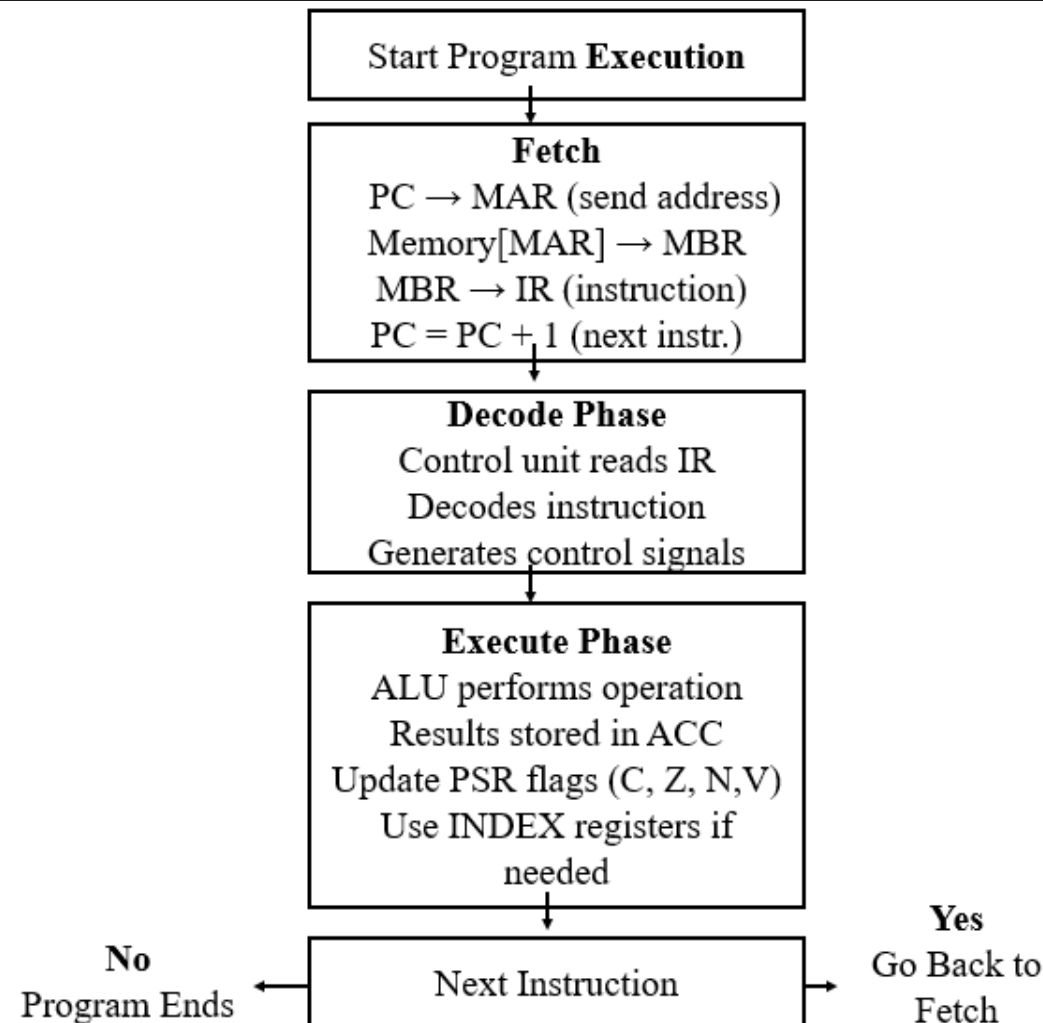 Start Program Execution
Fetch
PC → MAR (send address)
Memory[MAR] → MBR
MBR → IR (instruction)
PC = PC + 1 (next instr.)
Decode Phase
Control unit reads IR
Decodes instruction
Generates control signals
Execute Phase
ALU performs operation
Results stored in ACC
Update PSR flags (C, Z, N,V)
Use INDEX registers if
needed
Next Instruction
No
Program Ends
Yes
Go Back to
Fetch